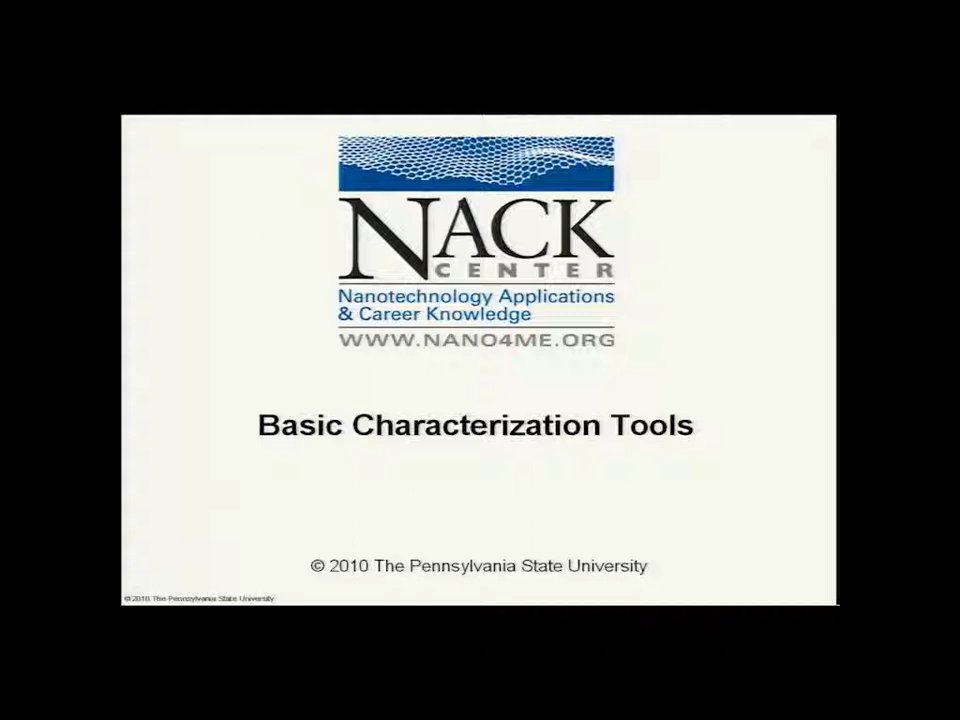 NACK
CENTER
Nanotechnology Applications
& Career Knowledge
WWW.NANO4ME.ORG
Basic Characterization Tools
© 2010 The Pennsylvania State University
© 2010 The Pennsylvania State University